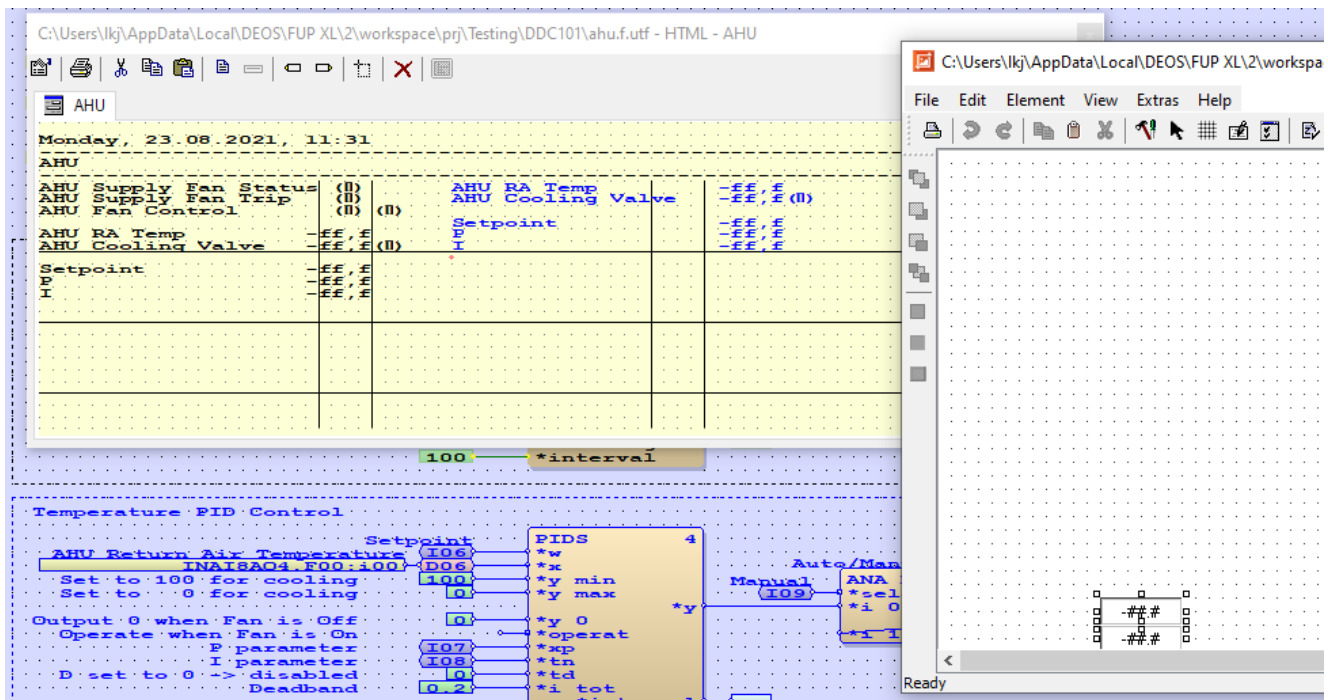 C:\Users\lkj\AppData\Local\DEOS\FUP XL\2\workspace\prj\Testing\DDC101\ahu.f.utf - HTML - AHU
AHU
Monday, 23.08.2021, 11:31
AHU
AHU Supply Fan Status (Π)
AHU Supply Fan Trip (Π)
AHU Fan Control (Π) (Π)
AHU RA Temp -ff,f
AHU Cooling Valve -ff,f(Π)
Setpoint -ff,f
P -ff,f
I -ff,f
AHU RA Temp -ff,f
AHU Cooling Valve -ff,f(Π)
Setpoint -ff,f
P -ff,f
I -ff,f
C:\Users\lkj\AppData\Local\DEOS\FUP XL\2\workspa
File Edit Element View Extras Help
-##.#
-##.#
Ready
100 *interval
Temperature PID Control
Setpoint I06
AHU Return Air Temperature
INAI8AO4.F00:i00 D06
Set to 100 for cooling 100
Set to 0 for cooling 0
Output 0 when Fan is Off 0
Operate when Fan is On
P parameter I07
I parameter I08
D set to 0 -> disabled 0
Deadband 0.2
PIDS 4
*w
*x
*y min
*y max
*y
*y 0
*operat
*xp
*tn
*td
*i tot
Auto/Man
Manual I09
ANA
*sel
*i 0
*i 1